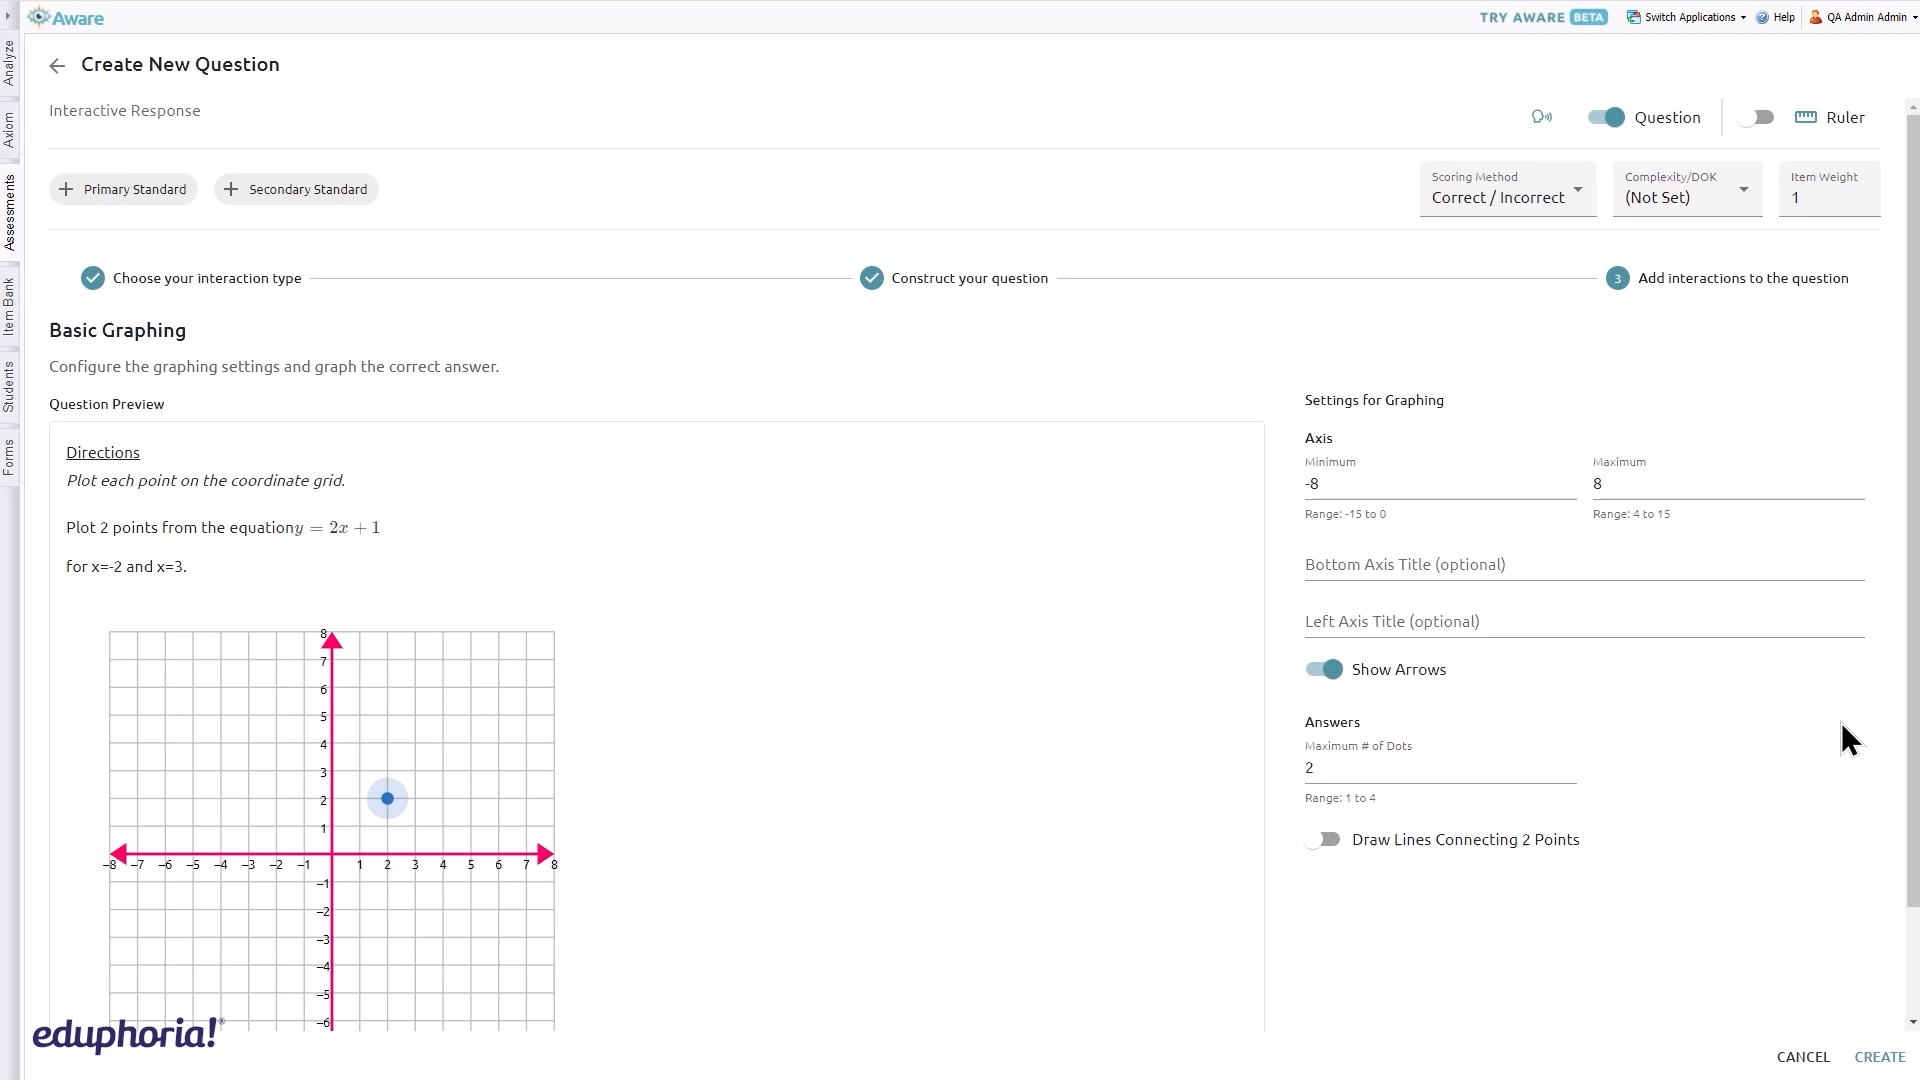 Aware
TRY AWARE BETA
Switch Applications
Help
QA Admin Admin
Analyze
Axiom
Assessments
Item Bank
Students
Forms
Create New Question
Interactive Response
Question
Ruler
Primary Standard
Secondary Standard
Scoring Method
Correct / Incorrect
Complexity/DOK
(Not Set)
Item Weight
1
Choose your interaction type
Construct your question
3 Add interactions to the question
Basic Graphing
Configure the graphing settings and graph the correct answer.
Question Preview
Directions
Plot each point on the coordinate grid.
Plot 2 points from the equationy = 2x + 1
for x=-2 and x=3.
8
7
6
5
4
3
2
1
–8 –7 –6 –5 –4 –3 –2 –1 1 2 3 4 5 6 7 8
–1
–2
–3
–4
–5
–6
Settings for Graphing
Axis
Minimum
-8
Range: -15 to 0
Maximum
8
Range: 4 to 15
Bottom Axis Title (optional)
Left Axis Title (optional)
Show Arrows
Answers
Maximum # of Dots
2
Range: 1 to 4
Draw Lines Connecting 2 Points
eduphoria!®
CANCEL
CREATE